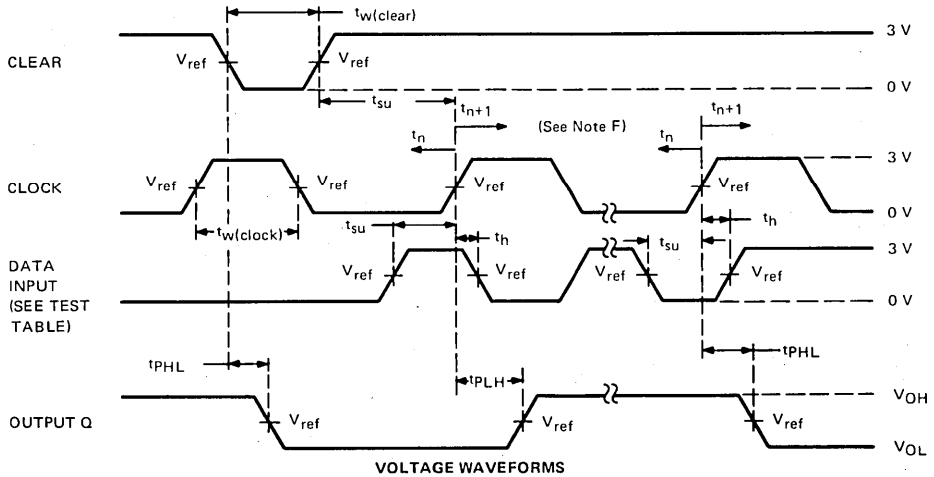 tw(clear)
3 V
CLEAR
Vref
Vref
0 V
tsu
tn+1
(See Note F)
tn+1
tn
tn
3 V
CLOCK
Vref
Vref
Vref
Vref
0 V
tw(clock)
tsu
th
tsu
th
3 V
DATA
INPUT
(SEE TEST
TABLE)
Vref
Vref
Vref
Vref
0 V
tPHL
tPLH
tPHL
VOH
OUTPUT Q
Vref
Vref
Vref
VOL
VOLTAGE WAVEFORMS